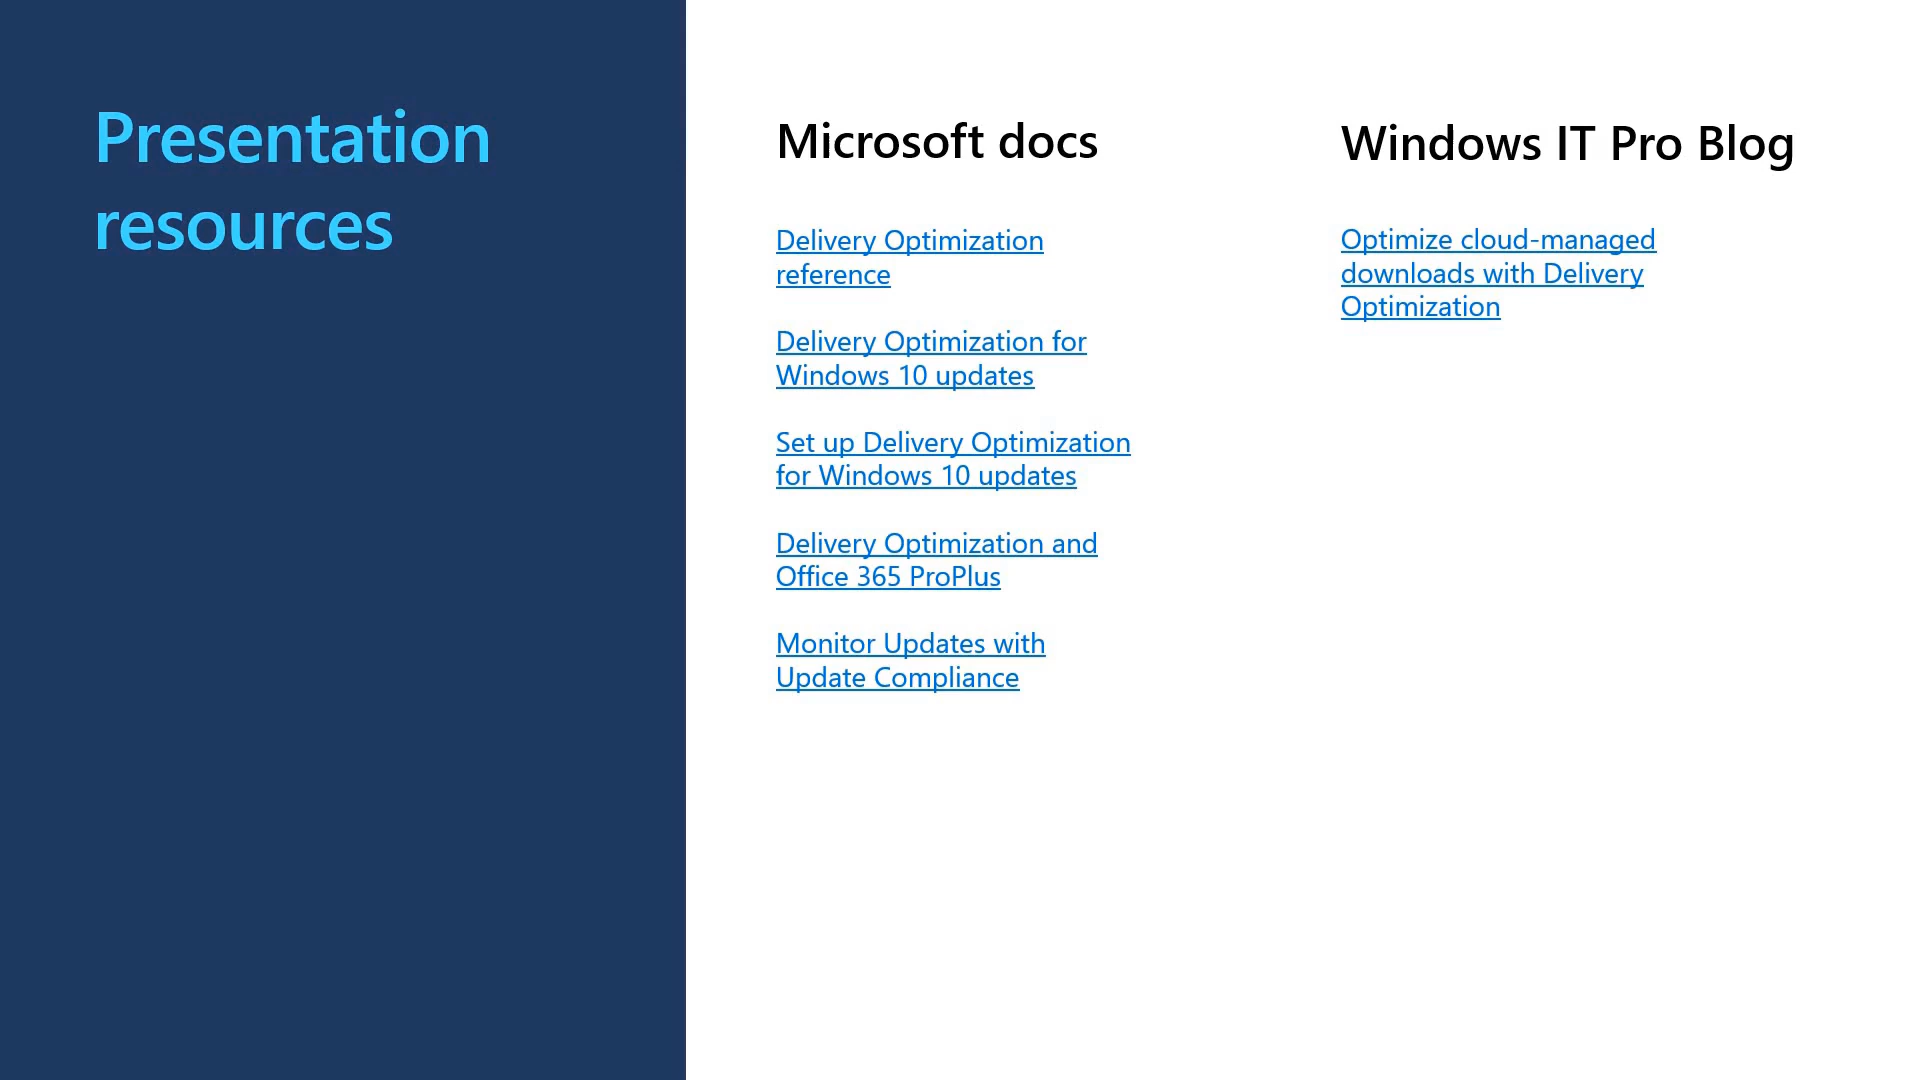 Presentation
resources
Microsoft docs
Delivery Optimization
reference
Delivery Optimization for
Windows 10 updates
Set up Delivery Optimization
for Windows 10 updates
Delivery Optimization and
Office 365 ProPlus
Monitor Updates with
Update Compliance
Windows IT Pro Blog
Optimize cloud-managed
downloads with Delivery
Optimization